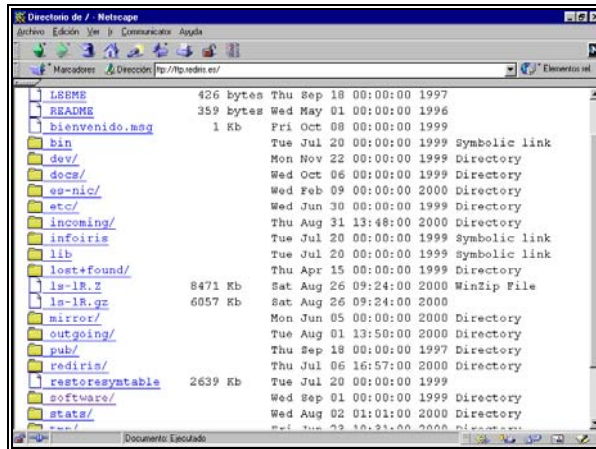 Directorio de / - Netscape
Archivo Edición Ver Ir Communicator Ayuda
Marcadores Dirección: ftp://ftp.rediris.es/ Elementos rel.
LEEME 426 bytes Thu Sep 18 00:00:00 1997
README 359 bytes Wed May 01 00:00:00 1996
bienvenido.msg 1 Kb Fri Oct 08 00:00:00 1999
bin Tue Jul 20 00:00:00 1999 Symbolic link
dev/ Mon Nov 22 00:00:00 1999 Directory
docs/ Wed Oct 06 00:00:00 1999 Directory
es-nic/ Wed Feb 09 00:00:00 2000 Directory
etc/ Wed Jun 30 00:00:00 1999 Directory
incoming/ Thu Aug 31 13:48:00 2000 Directory
infoiris Tue Jul 20 00:00:00 1999 Symbolic link
lib Tue Jul 20 00:00:00 1999 Symbolic link
lost+found/ Thu Apr 15 00:00:00 1999 Directory
ls-lR.Z 8471 Kb Sat Aug 26 09:24:00 2000 WinZip File
ls-lR.gz 6057 Kb Sat Aug 26 09:24:00 2000
mirror/ Mon Jun 05 00:00:00 2000 Directory
outgoing/ Tue Aug 01 13:50:00 2000 Directory
pub/ Thu Sep 18 00:00:00 1997 Directory
rediris/ Thu Jul 06 16:57:00 2000 Directory
restoresymtable 2639 Kb Tue Jul 20 00:00:00 1999
software/ Wed Sep 01 00:00:00 1999 Directory
stats/ Wed Aug 02 01:01:00 2000 Directory
tmp/ Fri Jun 23 10:31:00 2000 Directory
Documento: Ejecutado